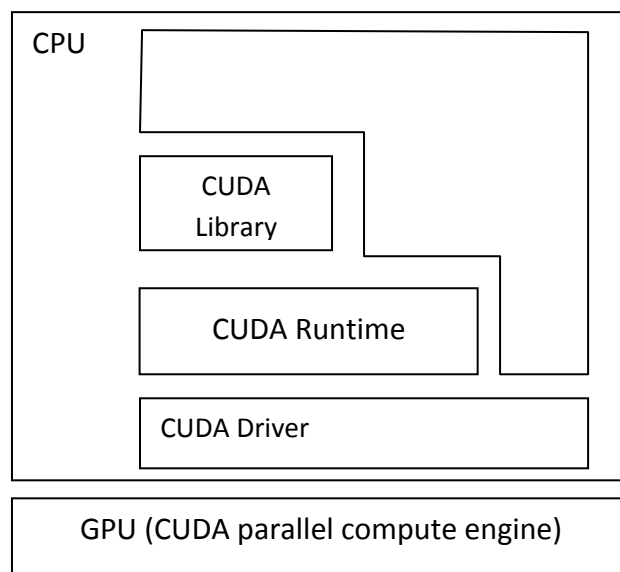 CPU
CUDA
Library
CUDA Runtime
CUDA Driver
GPU (CUDA parallel compute engine)